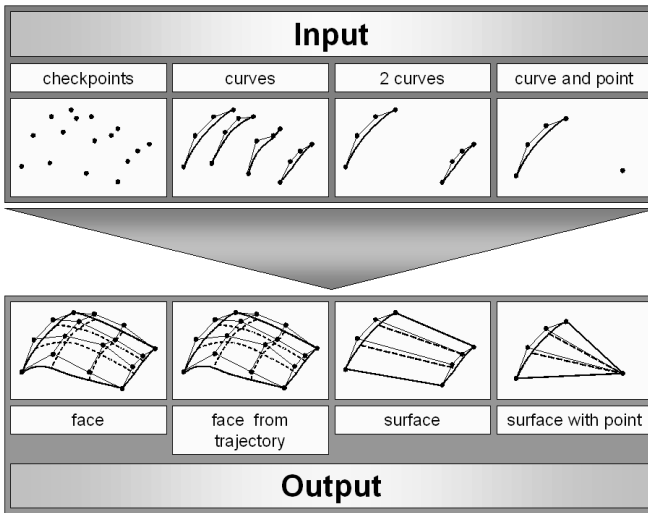 Input
checkpoints
curves
2 curves
curve and point
face
face from
trajectory
surface
surface with point
Output